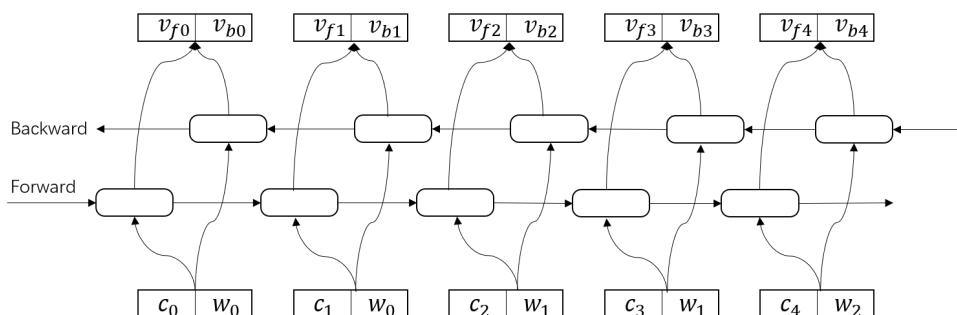 v_f0 v_b0 v_f1 v_b1 v_f2 v_b2 v_f3 v_b3 v_f4 v_b4
Backward
Forward
c_0 w_0 c_1 w_0 c_2 w_1 c_3 w_1 c_4 w_2